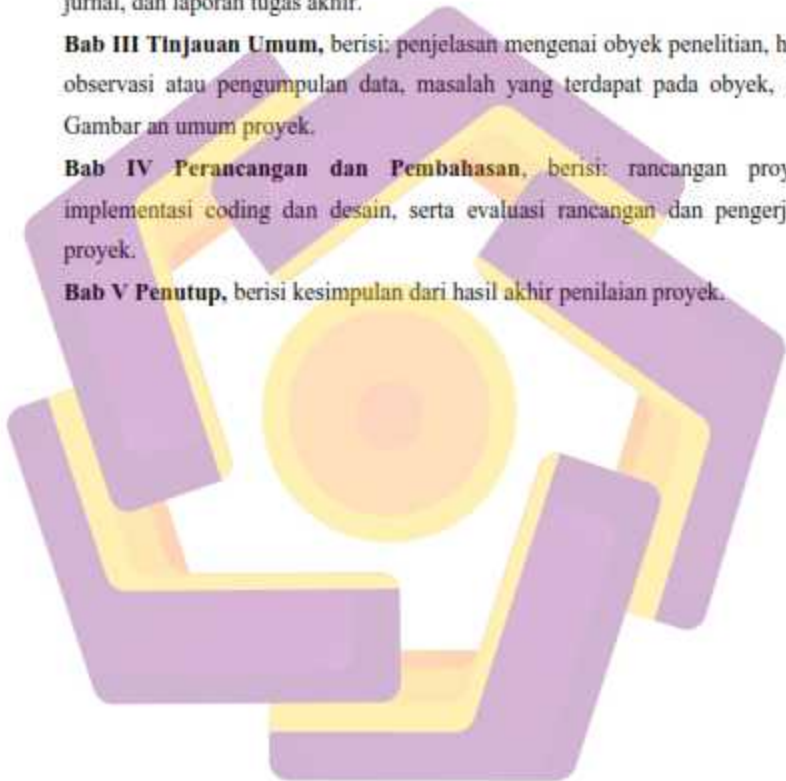 jurnal, dan laporan tugas akhir.
Bab III Tinjauan Umum, berisi: penjelasan mengenai obyek penelitian,
observasi atau pengumpulan data, masalah yang terdapat pada obyek,
Gambar an umum proyek.
Bab IV Perancangan dan Pembahasan, berisi: rancangan
implementasi coding dan desain, serta evaluasi rancangan dan
proyek.
Bab V Penutup, berisi kesimpulan dari hasil akhir penilaian proyek.